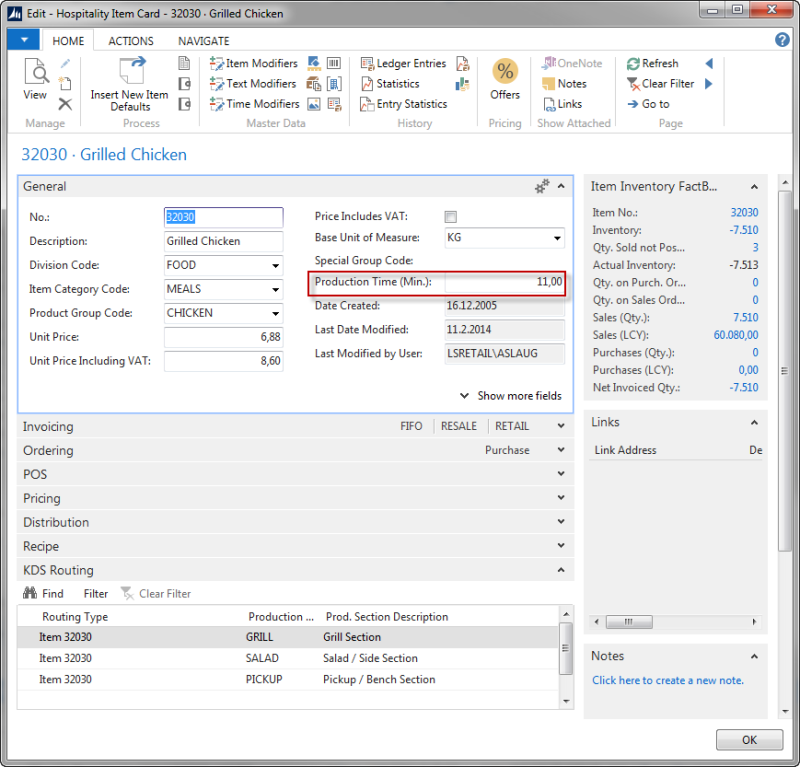 Edit - Hospitality Item Card - 32030 · Grilled Chicken
HOME ACTIONS NAVIGATE
View
Manage
Insert New Item Defaults
Process
Item Modifiers
Text Modifiers
Time Modifiers
Master Data
Ledger Entries
Statistics
Entry Statistics
History
Offers
Pricing
OneNote
Notes
Links
Show Attached
Refresh
Clear Filter
Go to
Page
32030 · Grilled Chicken
General
No.: 32030
Description: Grilled Chicken
Division Code: FOOD
Item Category Code: MEALS
Product Group Code: CHICKEN
Unit Price: 6,88
Unit Price Including VAT: 8,60
Price Includes VAT:
Base Unit of Measure: KG
Special Group Code:
Production Time (Min.): 11,00
Date Created: 16.12.2005
Last Date Modified: 11.2.2014
Last Modified by User: LSRETAIL\ASLAUG
Show more fields
Invoicing FIFO RESALE RETAIL
Ordering Purchase
POS
Pricing
Distribution
Recipe
KDS Routing
Find Filter Clear Filter
Routing Type Production ... Prod. Section Description
Item 32030 GRILL Grill Section
Item 32030 SALAD Salad / Side Section
Item 32030 PICKUP Pickup / Bench Section
Item Inventory FactB...
Item No.: 32030
Inventory: -7.510
Qty. Sold not Pos... 3
Actual Inventory: -7.513
Qty. on Purch. Or... 0
Qty. on Sales Ord... 0
Sales (Qty.): 7.510
Sales (LCY): 60.080,00
Purchases (Qty.): 0
Purchases (LCY): 0,00
Net Invoiced Qty.: -7.510
Links
Link Address De
Notes
Click here to create a new note.
OK